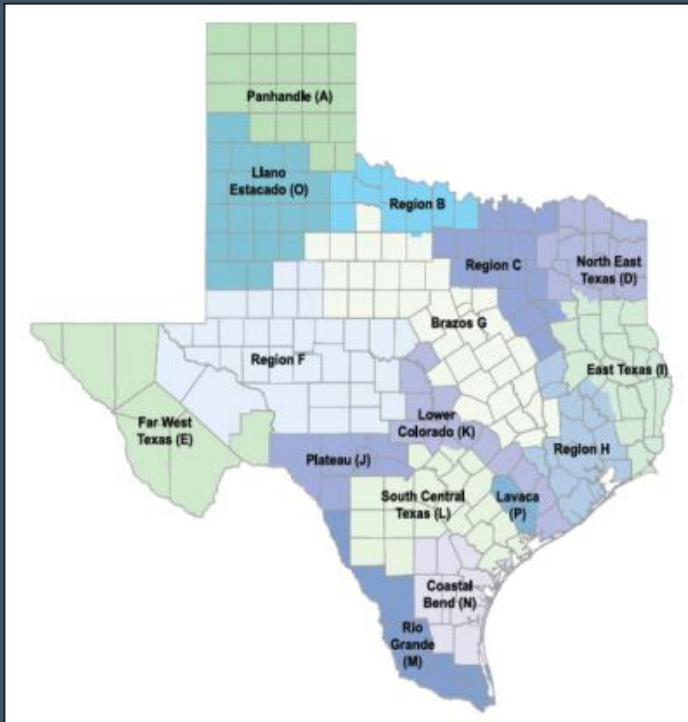 Panhandle (A)
Llano
Estacado (O)
Region B
Region C
North East
Texas (D)
Brazos G
East Texas (I)
Region F
Far West
Texas (E)
Lower
Colorado (K)
Region H
Plateau (J)
South Central
Texas (L)
Lavaca
(P)
Coastal
Bend (N)
Rio
Grande
(M)